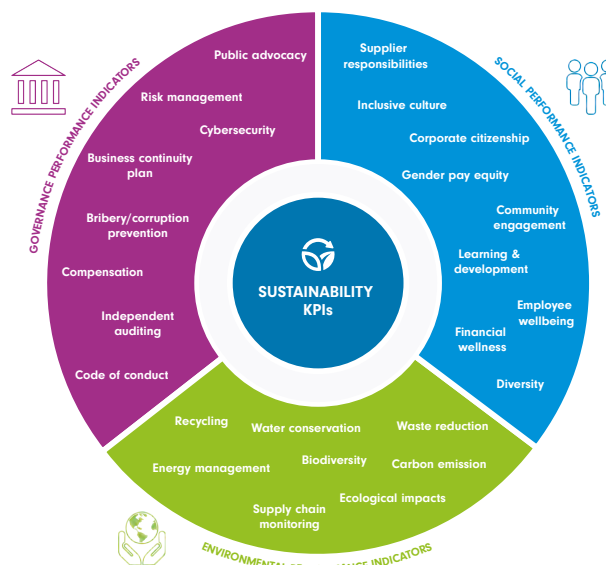 GOVERNANCE PERFORMANCE INDICATORS
Public advocacy
Risk management
Cybersecurity
Business continuity
plan
Bribery/corruption
prevention
Compensation
Independent
auditing
Code of conduct
SOCIAL PERFORMANCE INDICATORS
Supplier
responsibilities
Inclusive culture
Corporate citizenship
Gender pay equity
Community
engagement
Learning &
development
Employee
wellbeing
Financial
wellness
Diversity
SUSTAINABILITY
KPIs
Recycling
Water conservation
Waste reduction
Energy management
Biodiversity
Carbon emission
Ecological impacts
Supply chain
monitoring
ENVIRONMENTAL PERFORMANCE INDICATORS